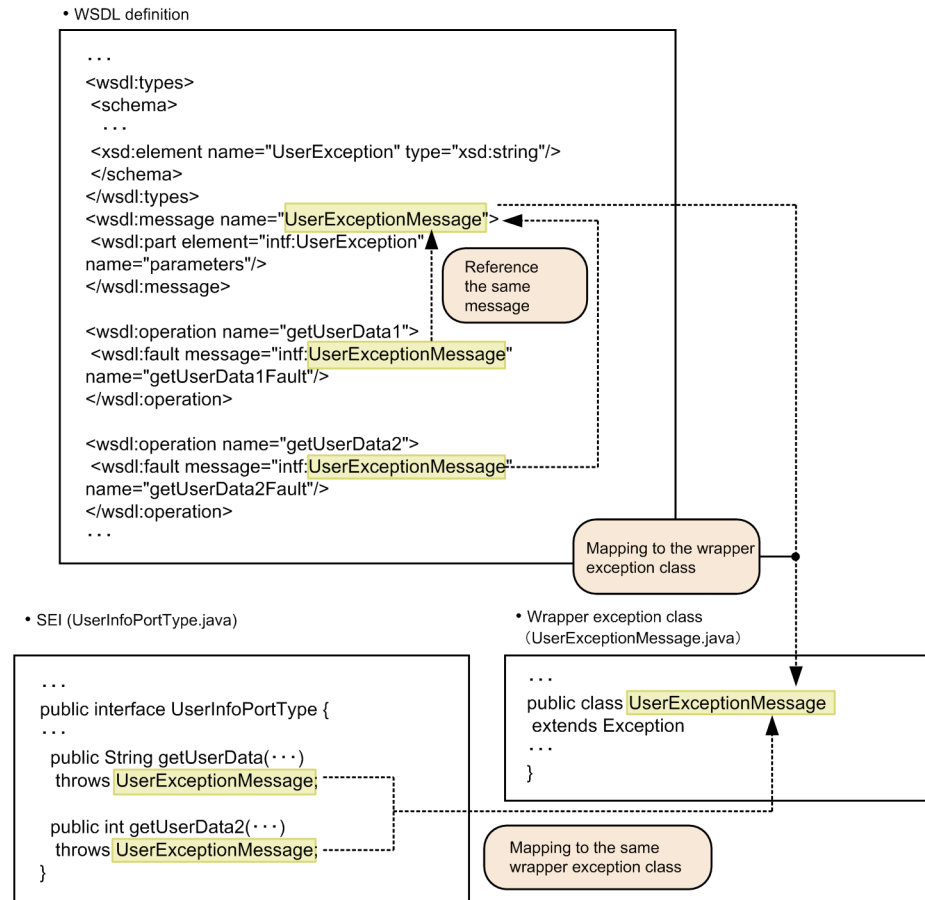 • WSDL definition
･･･
<wsdl:types>
<schema>
･･･
<xsd:element name="UserException" type="xsd:string"/>
</schema>
</wsdl:types>
<wsdl:message name="UserExceptionMessage">
<wsdl:part element="intf:UserException"
name="parameters"/>
</wsdl:message>
Reference
the same
message
<wsdl:operation name="getUserData1">
<wsdl:fault message="intf:UserExceptionMessage"
name="getUserData1Fault"/>
</wsdl:operation>
<wsdl:operation name="getUserData2">
<wsdl:fault message="intf:UserExceptionMessage"
name="getUserData2Fault"/>
</wsdl:operation>
･･･
Mapping to the wrapper
exception class
• SEI (UserInfoPortType.java)
･･･
public interface UserInfoPortType {
･･･
public String getUserData(･･･)
throws UserExceptionMessage;
public int getUserData2(･･･)
throws UserExceptionMessage;
}
• Wrapper exception class
（UserExceptionMessage.java）
･･･
public class UserExceptionMessage
extends Exception
･･･
}
Mapping to the same
wrapper exception class